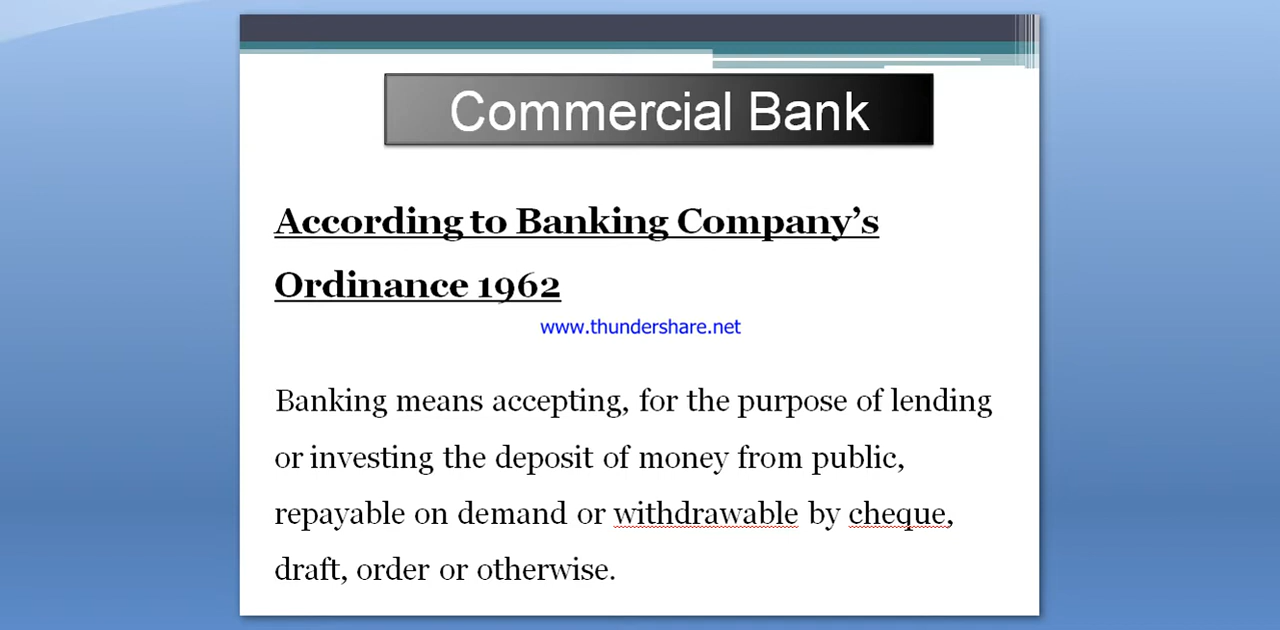 Commercial Bank
According to Banking Company’s
Ordinance 1962
www.thundershare.net
Banking means accepting, for the purpose of lending
or investing the deposit of money from public,
repayable on demand or withdrawable by cheque,
draft, order or otherwise.